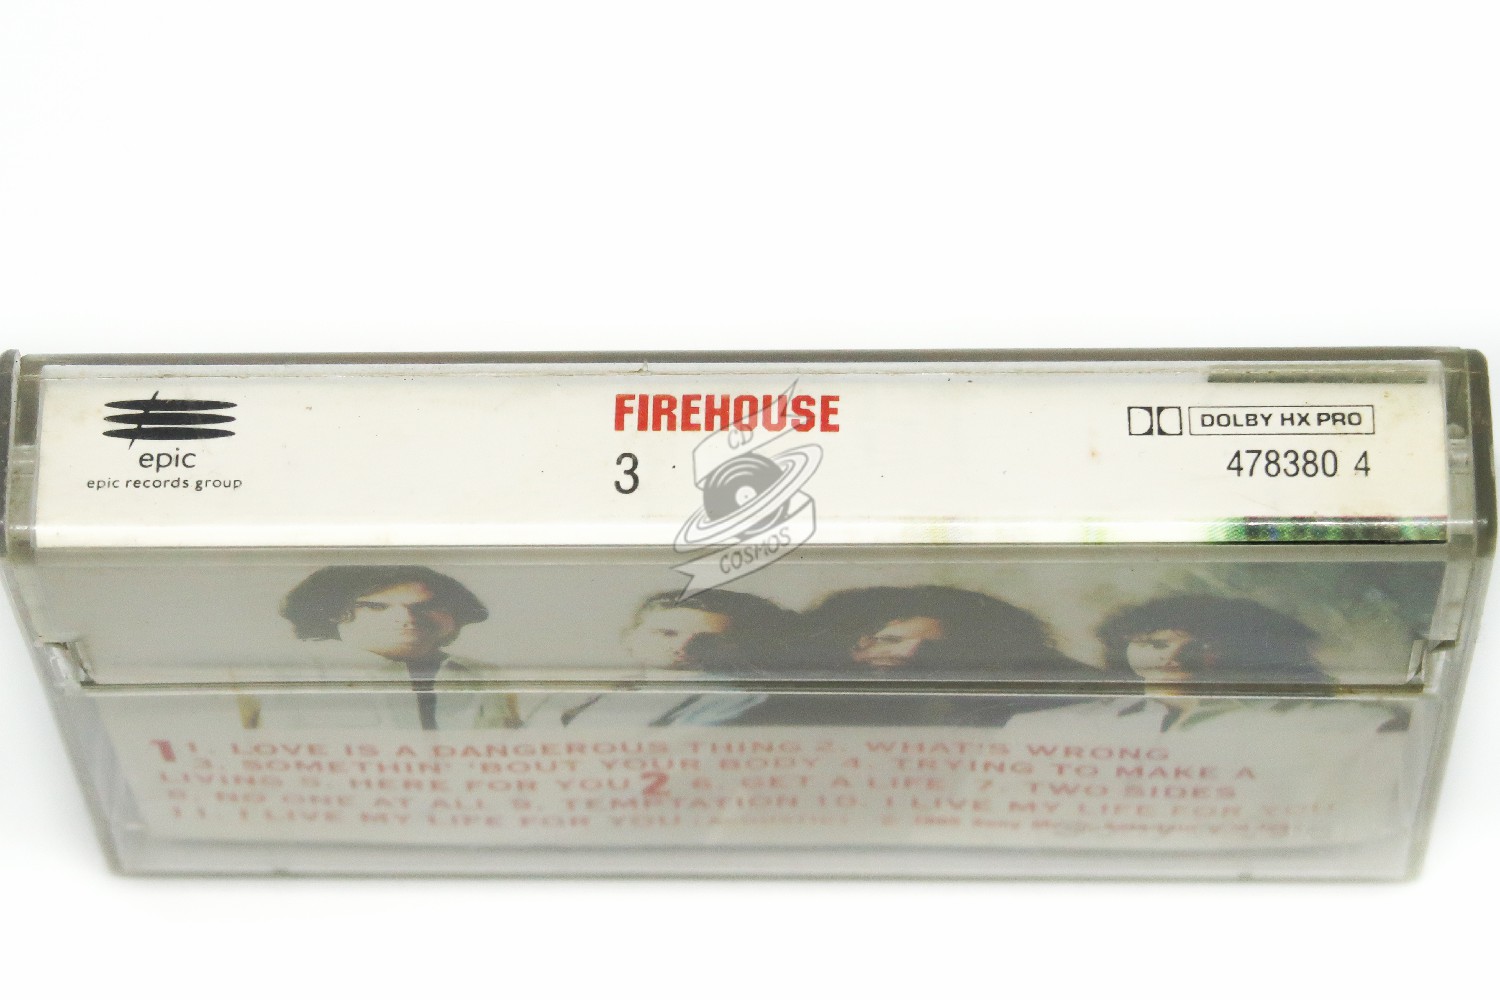 epic
epic records group
FIREHOUSE
3
DOLBY HX PRO
478380 4
CD
COSMOS
1 1. LOVE IS A DANGEROUS THING 2. WHAT'S WRONG
3. SOMETHIN' 'BOUT YOUR BODY 4. TRYING TO MAKE A
LIVING 5. HERE FOR YOU 2 6. GET A LIFE 7. TWO SIDES
8. NO ONE AT ALL 9. TEMPTATION 10. I LIVE MY LIFE FOR YOU
11. I LIVE MY LIFE FOR YOU